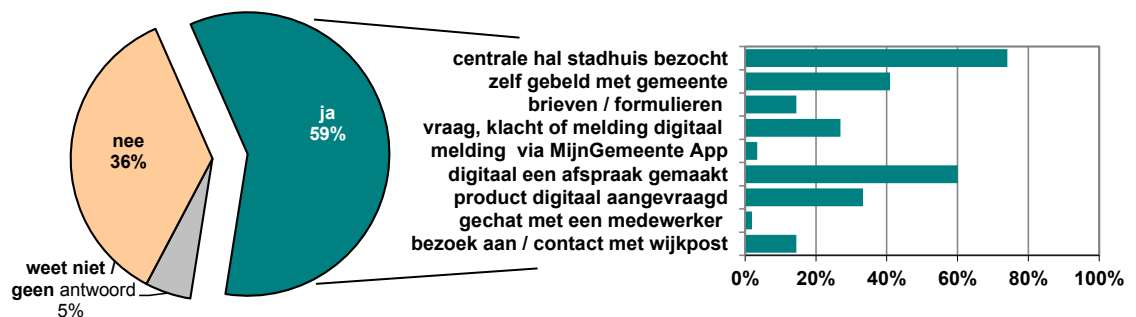 nee
36%
ja
59%
weet niet /
geen antwoord
5%
centrale hal stadhuis bezocht
zelf gebeld met gemeente
brieven / formulieren
vraag, klacht of melding digitaal
melding via MijnGemeente App
digitaal een afspraak gemaakt
product digitaal aangevraagd
gechat met een medewerker
bezoek aan / contact met wijkpost
0% 20% 40% 60% 80% 100%